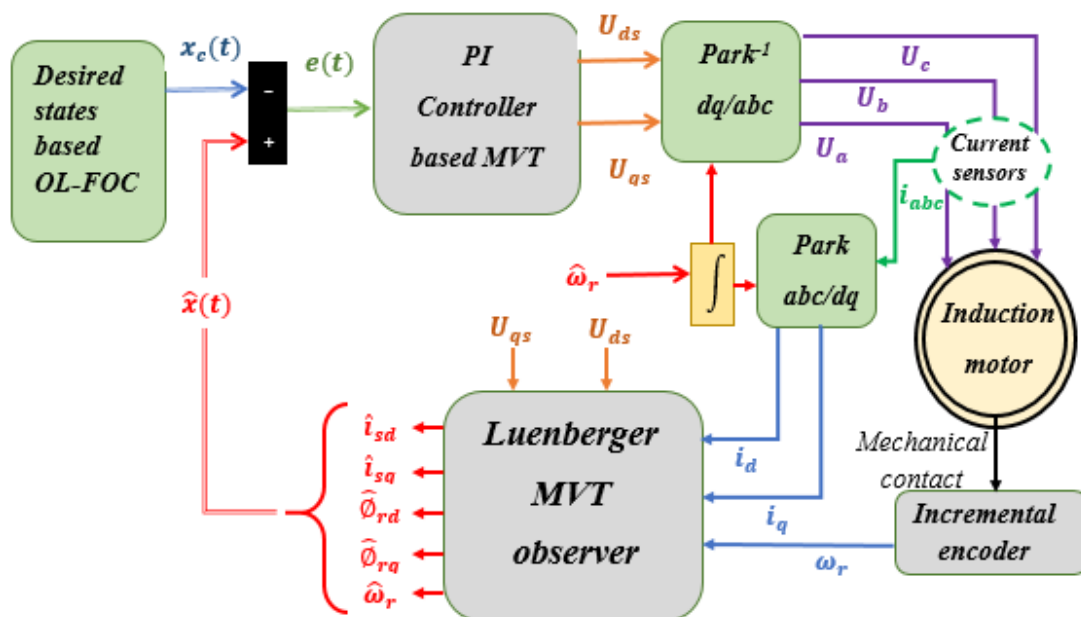 Desired
states
based
OL-FOC
x_c(t)
−
+
e(t)
PI
Controller
based MVT
U_ds
U_qs
Park⁻¹
dq/abc
U_c
U_b
U_a
Current
sensors
i_abc
Park
abc/dq
ω̂_r
∫
Induction
motor
x̂(t)
U_qs
U_ds
Luenberger
MVT
observer
î_sd
î_sq
∅̂_rd
∅̂_rq
ω̂_r
i_d
i_q
ω_r
Mechanical
contact
Incremental
encoder